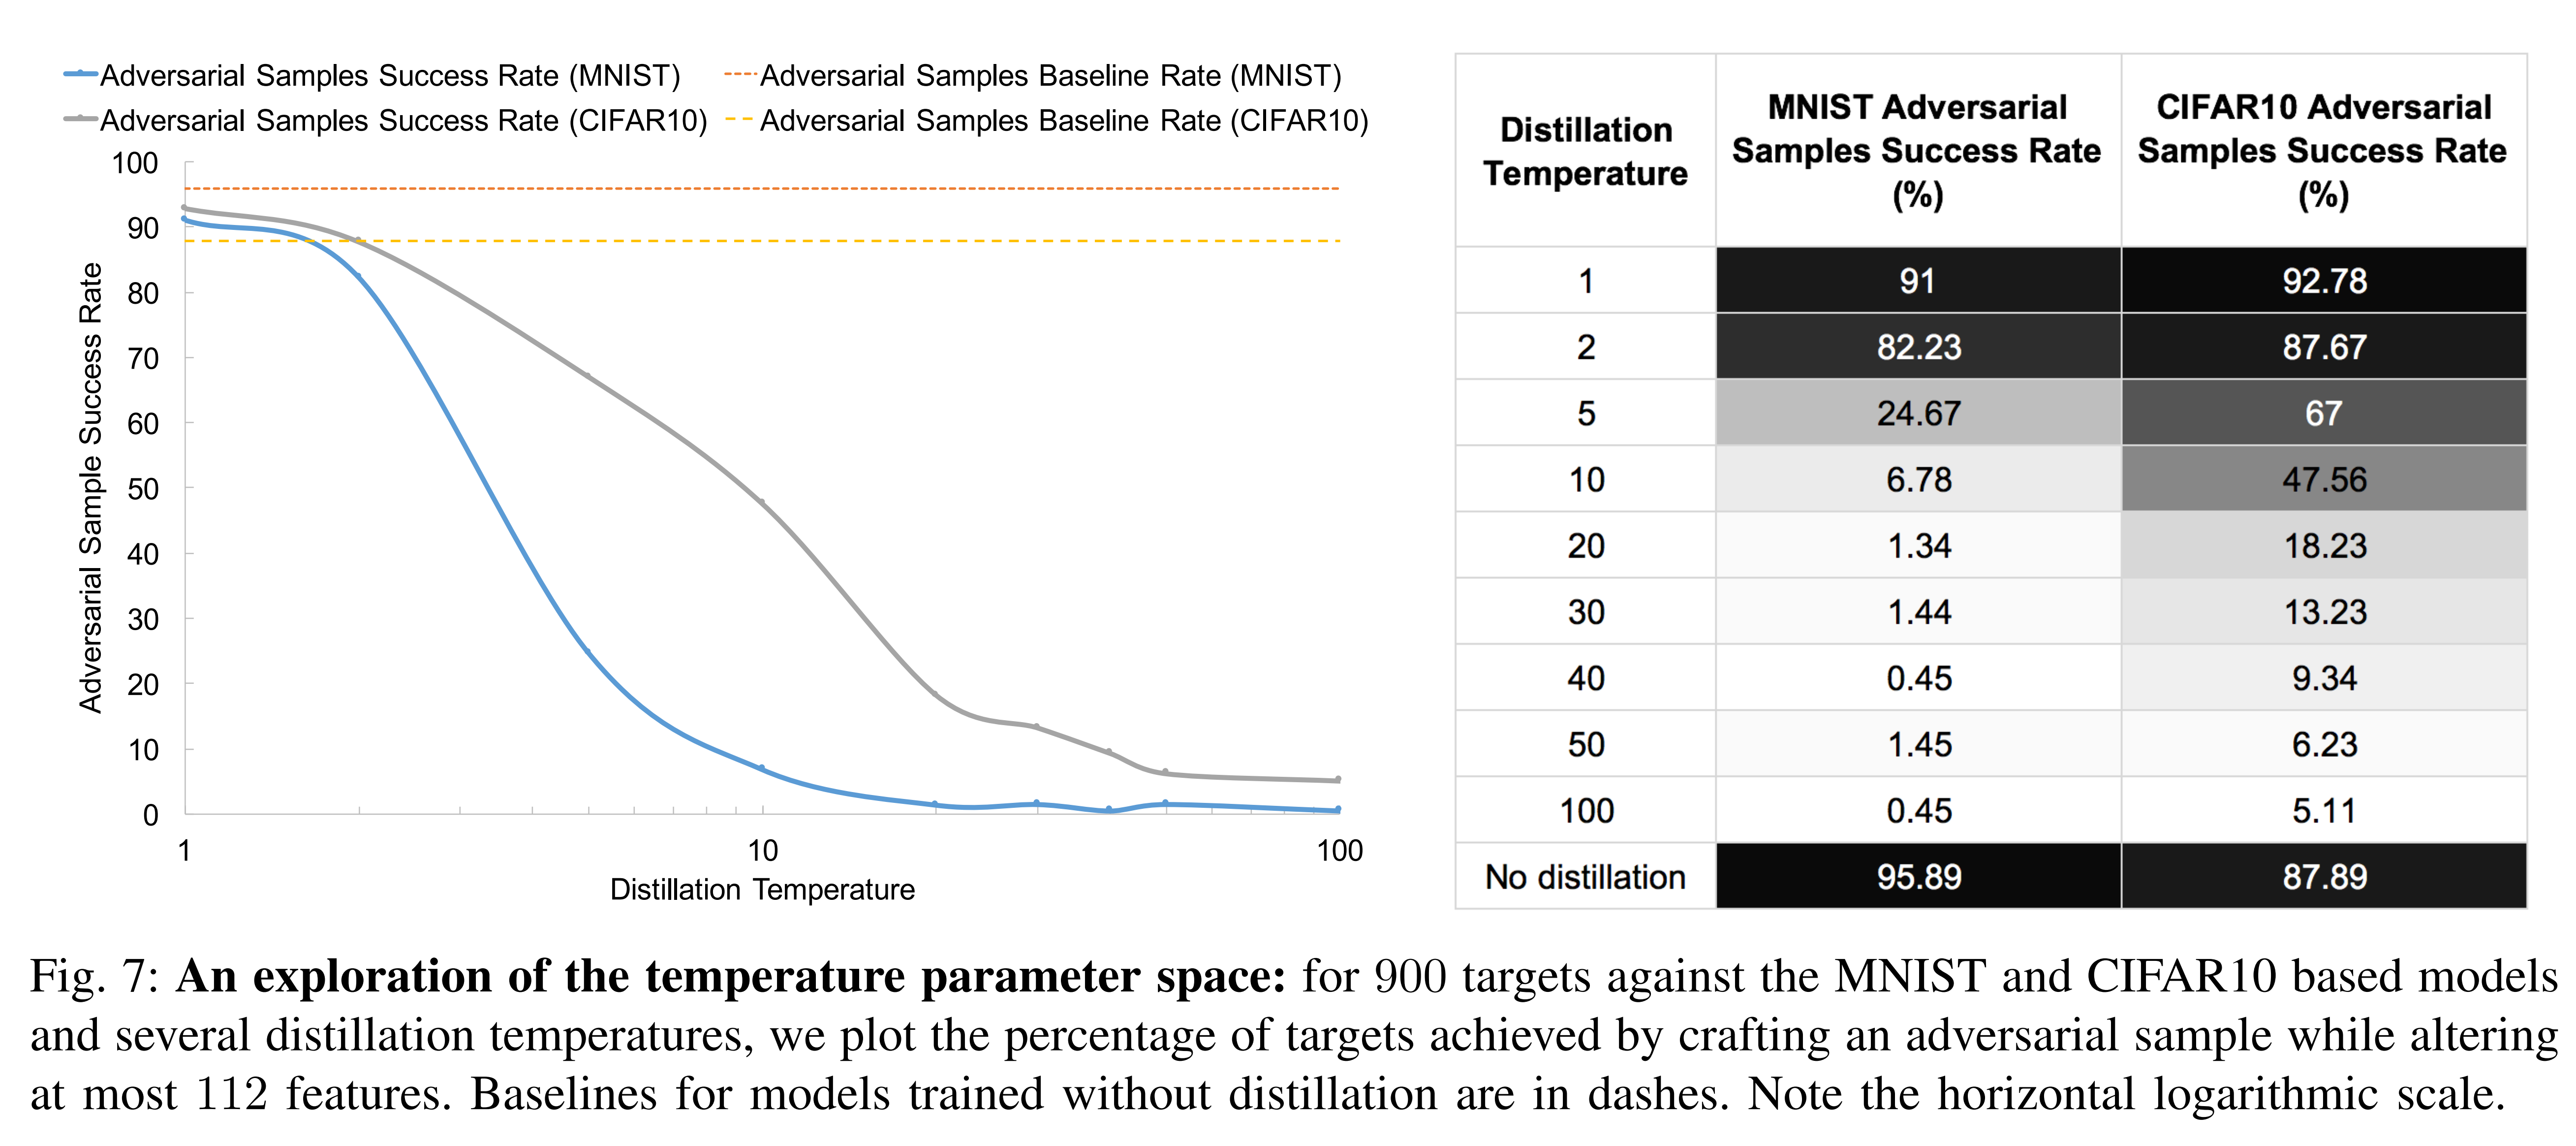 Adversarial Samples Success Rate (MNIST)
Adversarial Samples Baseline Rate (MNIST)
Adversarial Samples Success Rate (CIFAR10)
Adversarial Samples Baseline Rate (CIFAR10)
Adversarial Sample Success Rate
100
90
80
70
60
50
40
30
20
10
0
1 10 100
Distillation Temperature
Distillation
Temperature
MNIST Adversarial
Samples Success Rate
(%)
CIFAR10 Adversarial
Samples Success Rate
(%)
1 91 92.78
2 82.23 87.67
5 24.67 67
10 6.78 47.56
20 1.34 18.23
30 1.44 13.23
40 0.45 9.34
50 1.45 6.23
100 0.45 5.11
No distillation 95.89 87.89
Fig. 7: An exploration of the temperature parameter space: for 900 targets against the MNIST and CIFAR10 based models
and several distillation temperatures, we plot the percentage of targets achieved by crafting an adversarial sample while altering
at most 112 features. Baselines for models trained without distillation are in dashes. Note the horizontal logarithmic scale.